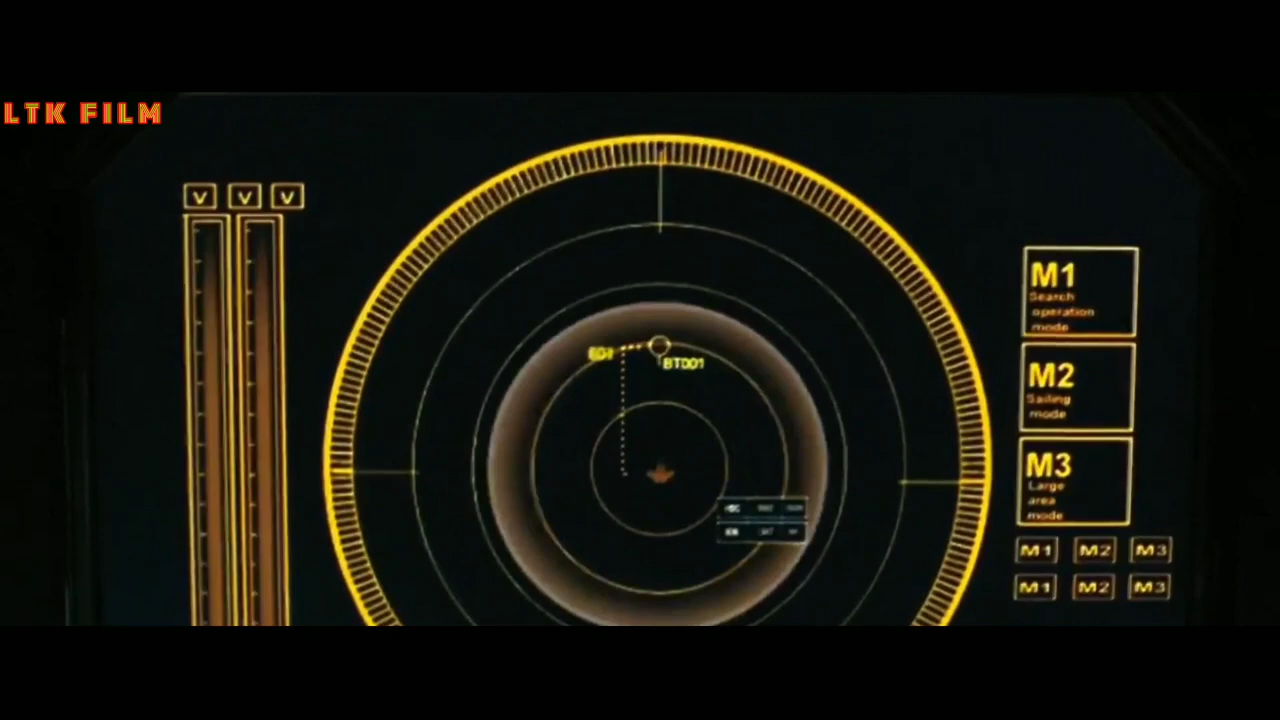 LTK FILM
V V V
M1
Search
operation
mode
M2
Sailing
mode
M3
Large
area
mode
BT001
M1 M2 M3
M1 M2 M3